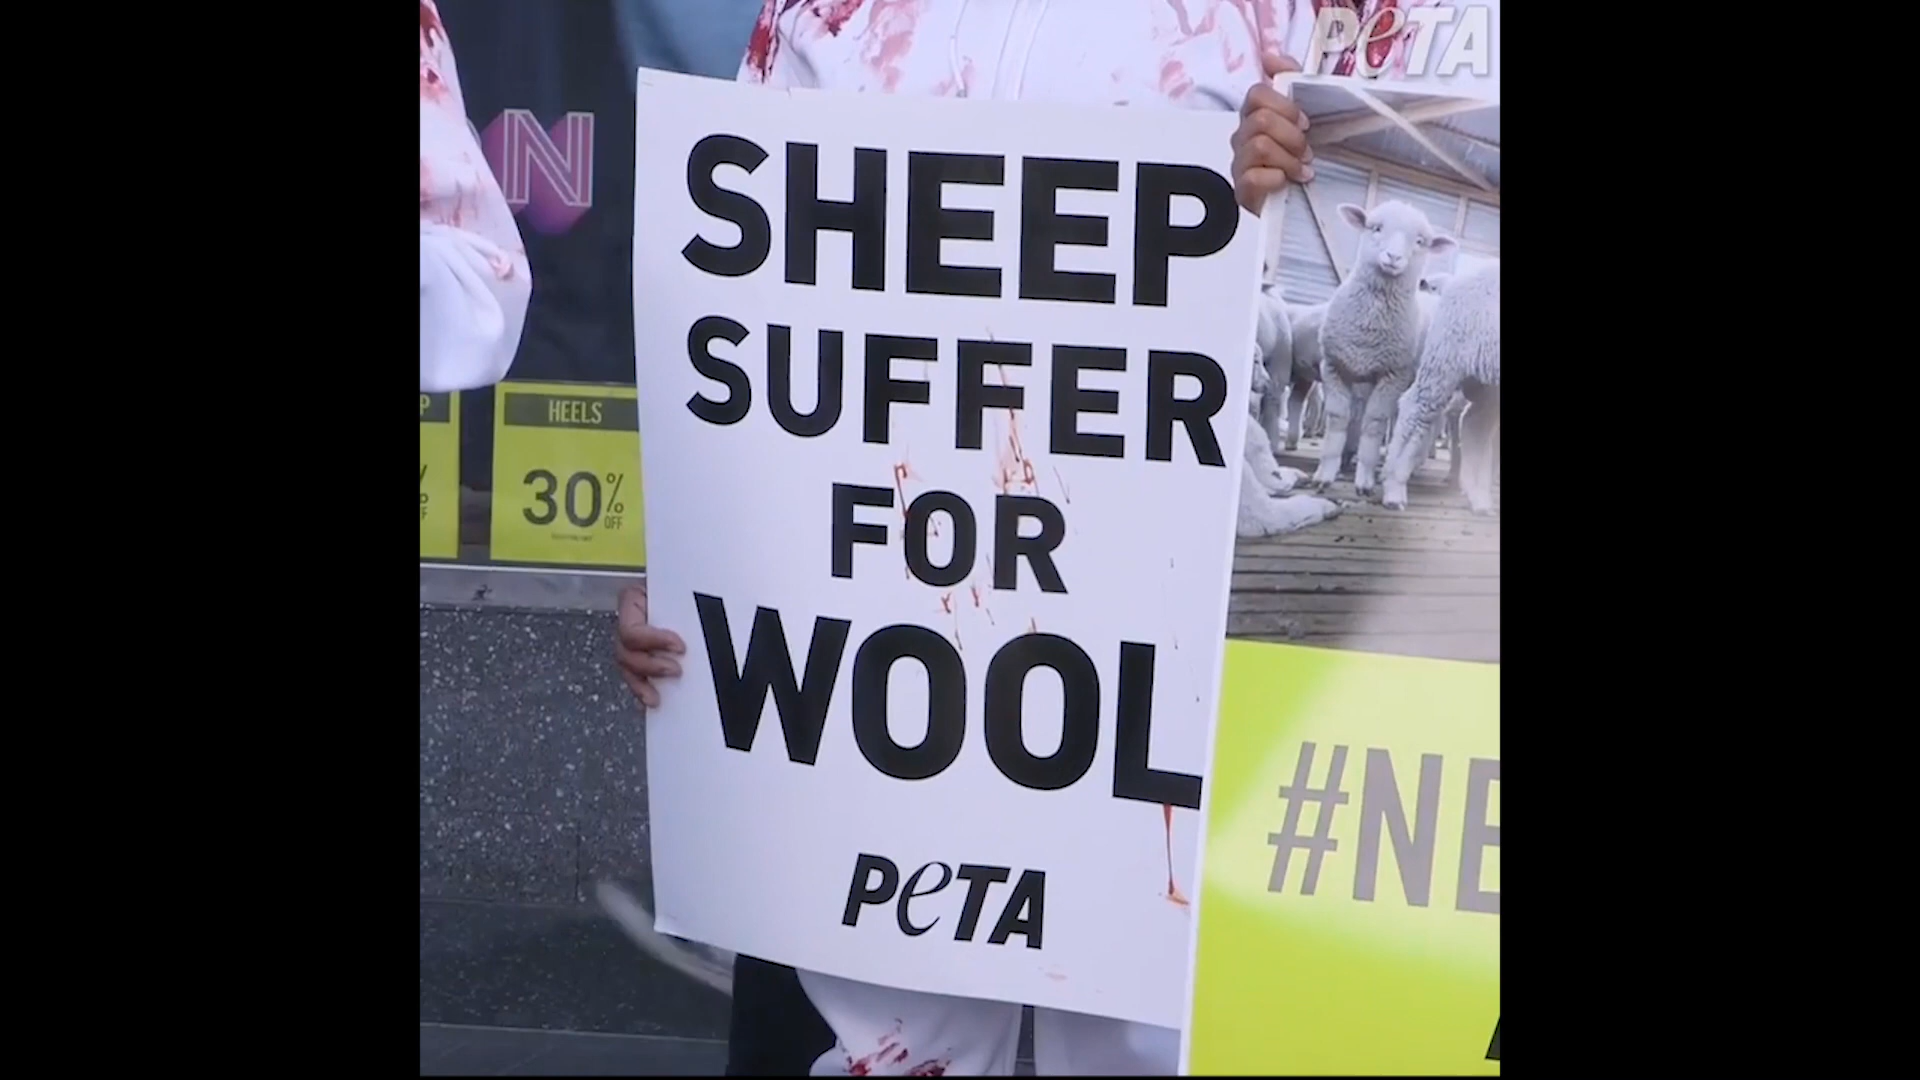 PeTA
N
HEELS
30% OFF
SHEEP
SUFFER
FOR
WOOL
PeTA
#NE